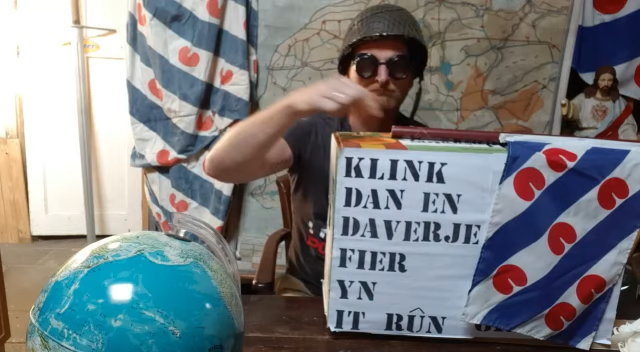 KLINK
DAN EN
DAVERJE
FIER
YN
IT RÛN